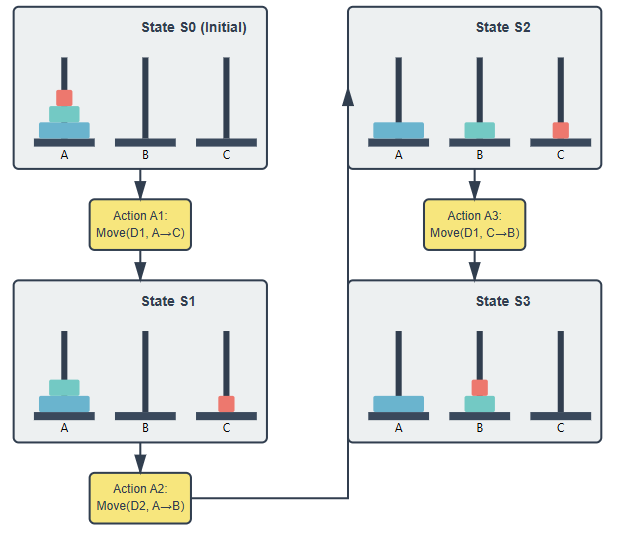 State S0 (Initial)
A B C
Action A1:
Move(D1, A→C)
State S1
A B C
Action A2:
Move(D2, A→B)
State S2
A B C
Action A3:
Move(D1, C→B)
State S3
A B C